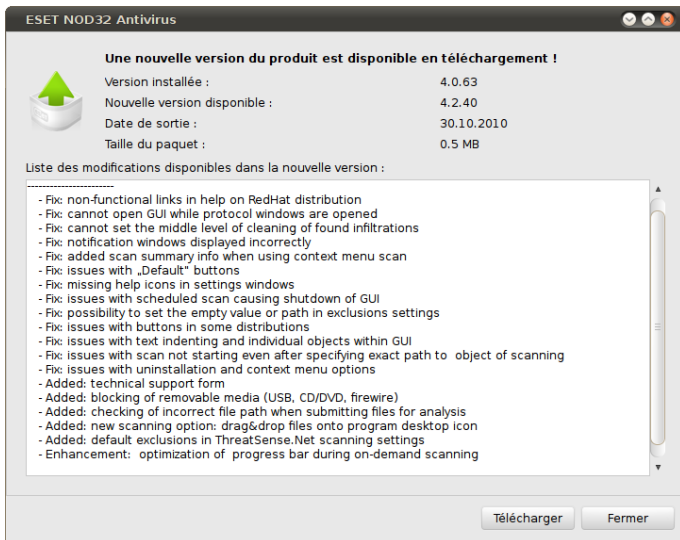 ESET NOD32 Antivirus
Une nouvelle version du produit est disponible en téléchargement !
Version installée : 4.0.63
Nouvelle version disponible : 4.2.40
Date de sortie : 30.10.2010
Taille du paquet : 0.5 MB
Liste des modifications disponibles dans la nouvelle version :
-----------------------
- Fix: non-functional links in help on RedHat distribution
- Fix: cannot open GUI while protocol windows are opened
- Fix: cannot set the middle level of cleaning of found infiltrations
- Fix: notification windows displayed incorrectly
- Fix: added scan summary info when using context menu scan
- Fix: issues with „Default" buttons
- Fix: missing help icons in settings windows
- Fix: issues with scheduled scan causing shutdown of GUI
- Fix: possibility to set the empty value or path in exclusions settings
- Fix: issues with buttons in some distributions
- Fix: issues with text indenting and individual objects within GUI
- Fix: issues with scan not starting even after specifying exact path to  object of scanning
- Fix: issues with uninstallation and context menu options
- Added: technical support form
- Added: blocking of removable media (USB, CD/DVD, firewire)
- Added: checking of incorrect file path when submitting files for analysis
- Added: new scanning option: drag&drop files onto program desktop icon
- Added: default exclusions in ThreatSense.Net scanning settings
- Enhancement:  optimization of  progress bar during on-demand scanning
Télécharger Fermer